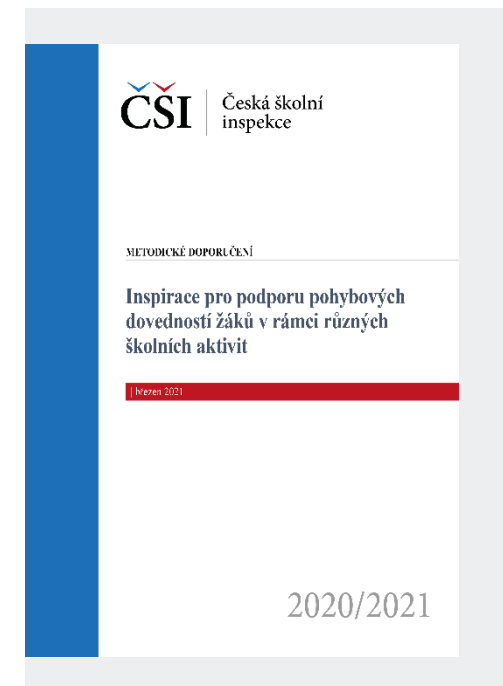 ČŠI
Česká školní
inspekce
METODICKÉ DOPORUČENÍ
Inspirace pro podporu pohybových
dovedností žáků v rámci různých
školních aktivit
| březen 2021
2020/2021